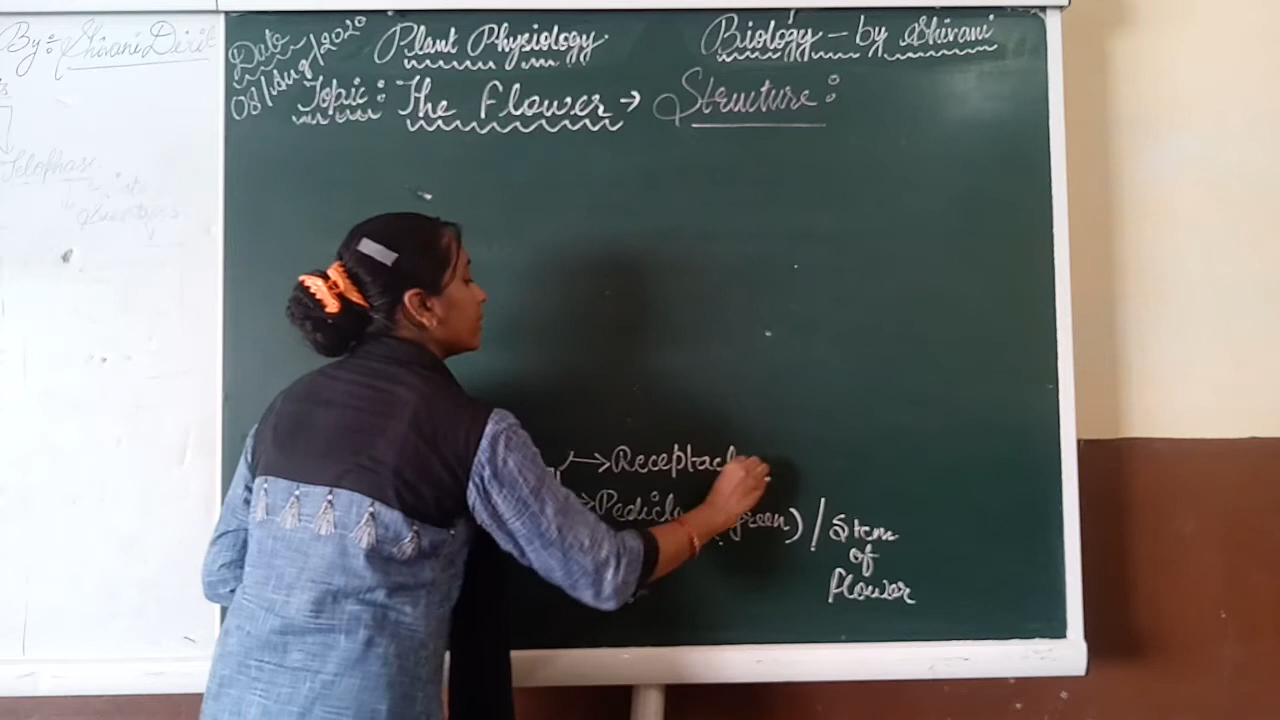 By:- Shivani Dixit
Telophase
Date
08/Aug/2020
Plant Physiology
Biology - by Shivani
Topic: The Flower → Structure:
→ Receptacl
→ Pedicle (green) / Stem
of
flower